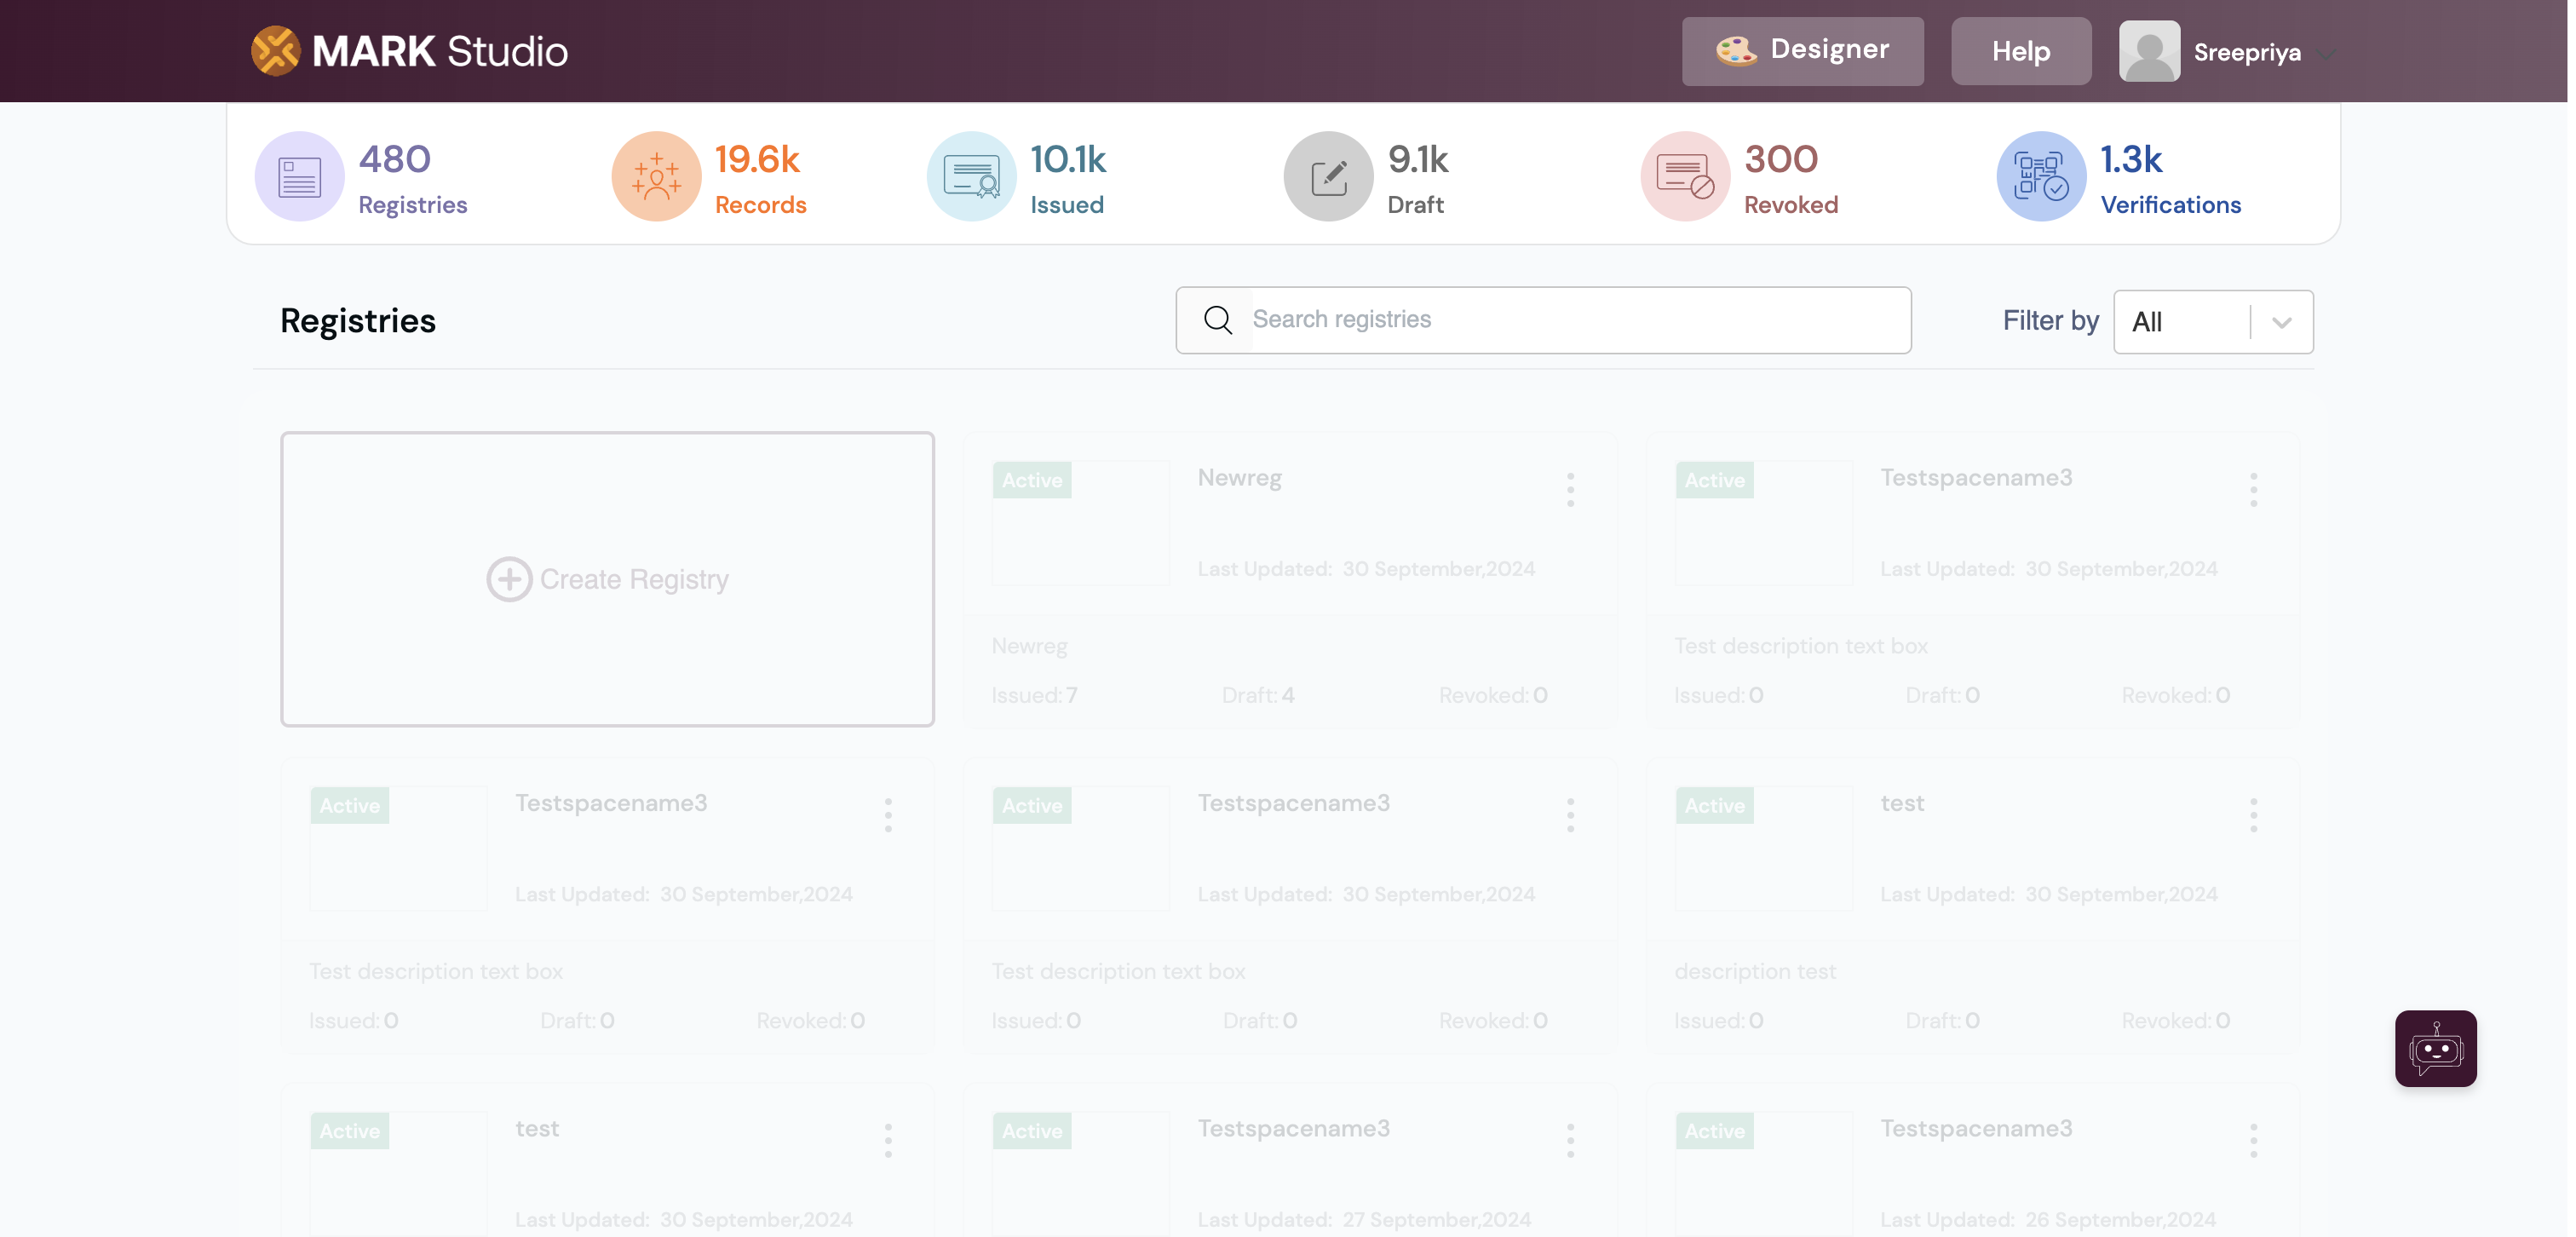 MARK Studio
Designer
Help
Sreepriya
480
Registries
19.6k
Records
10.1k
Issued
9.1k
Draft
300
Revoked
1.3k
Verifications
Registries
Search registries
Filter by
All
Create Registry
Active
Newreg
Last Updated: 30 September,2024
Newreg
Issued: 7 Draft: 4 Revoked: 0
Active
Testspacename3
Last Updated: 30 September,2024
Test description text box
Issued: 0 Draft: 0 Revoked: 0
Active
Testspacename3
Last Updated: 30 September,2024
Test description text box
Issued: 0 Draft: 0 Revoked: 0
Active
Testspacename3
Last Updated: 30 September,2024
Test description text box
Issued: 0 Draft: 0 Revoked: 0
Active
test
Last Updated: 30 September,2024
description test
Issued: 0 Draft: 0 Revoked: 0
Active
test
Last Updated: 30 September,2024
Active
Testspacename3
Last Updated: 27 September,2024
Active
Testspacename3
Last Updated: 26 September,2024